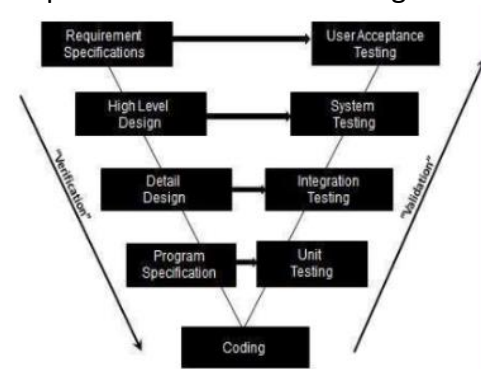 Requirement
Specifications
User Acceptance
Testing
High Level
Design
System
Testing
"Verification"
"Validation"
Detail
Design
Integration
Testing
Program
Specification
Unit
Testing
Coding